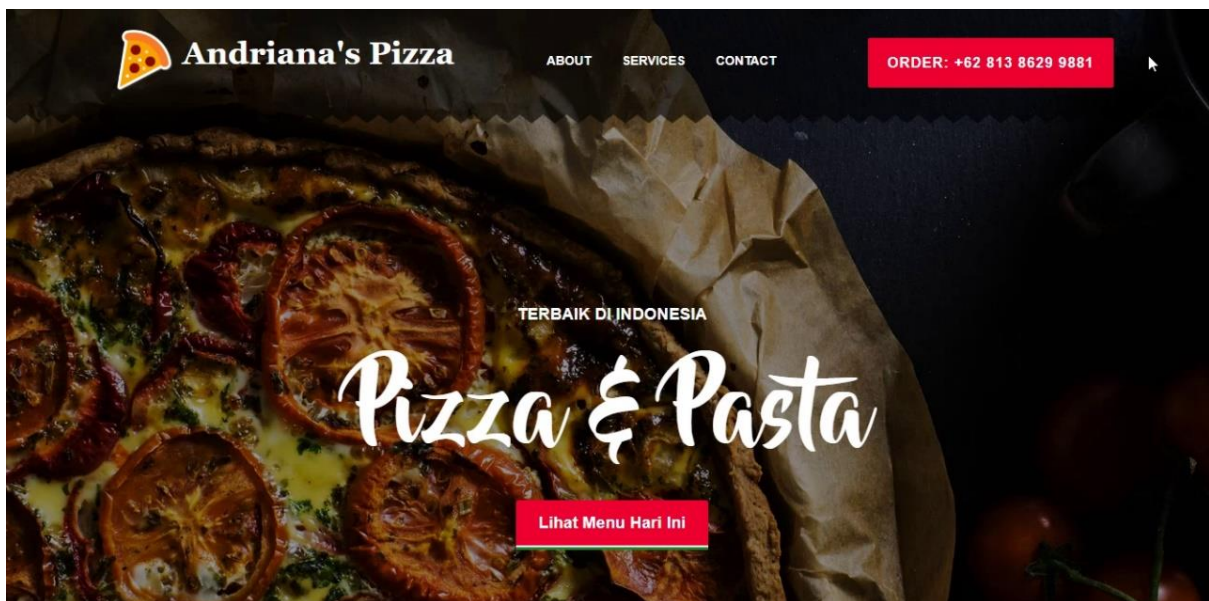 Andriana's Pizza
ABOUT SERVICES CONTACT
ORDER: +62 813 8629 9881
TERBAIK DI INDONESIA
Pizza & Pasta
Lihat Menu Hari Ini